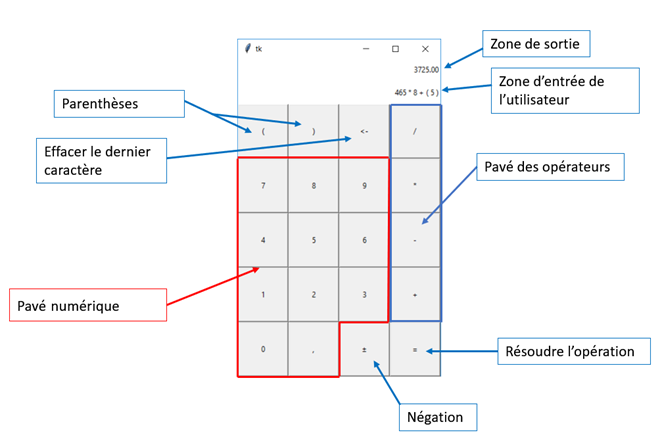 tk
Zone de sortie
3725.00
465 * 8 + ( 5 )
Zone d'entrée de
l'utilisateur
Parenthèses
( ) <- /
Effacer le dernier
caractère
Pavé des opérateurs
7 8 9 *
4 5 6 -
Pavé numérique
1 2 3 +
0 , ± =
Résoudre l'opération
Négation